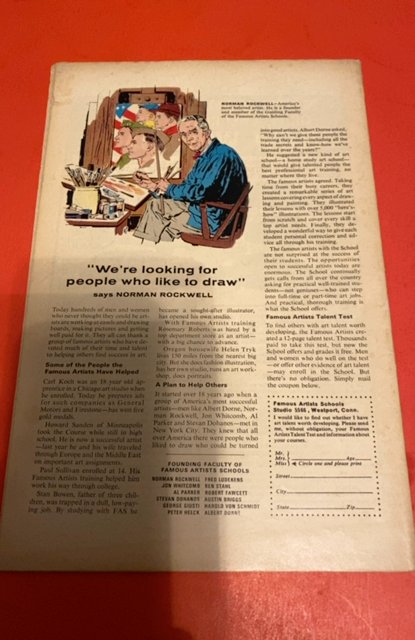 NORMAN ROCKWELL—America's
most beloved artist. He is a founder
and member of the Guiding Faculty
of the Famous Artists Schools.
"We're looking for
people who like to draw"
says NORMAN ROCKWELL
Today hundreds of men and women
who never thought they could be art-
ists are working at easels and drawing
boards, making pictures and getting
well paid for it. They all can thank a
group of famous artists who have de-
voted much of their time and talent
to helping others find success in art.
Some of the People the
Famous Artists Have Helped
Carl Koch was an 18 year old ap-
prentice in a Chicago art studio when
he enrolled. Today he prepares ads
for such companies as General
Motors and Firestone—has won five
gold medals.
Howard Sanden of Minneapolis
took the Course while still in high
school. He is now a successful artist
—last year he and his wife traveled
through Europe and the Middle East
on important art assignments.
Paul Sullivan enrolled at 14. His
Famous Artists training helped him
work his way through college.
Stan Bowen, father of three chil-
dren, was trapped in a dull, low-pay-
ing job. By studying with FAS he
became a sought-after illustrator,
has opened his own studio.
With Famous Artists training
Rosemary Roberts was hired by a
top department store as an artist—
with a big chance to advance.
Oregon housewife Helen Tryk
lives 150 miles from the nearest big
city. But she does fashion illustration,
has her own studio, runs an art work-
shop, does portraits.
A Plan to Help Others
It started over 18 years ago when a
group of America's most successful
artists—men like Albert Dorne, Nor-
man Rockwell, Jon Whitcomb, Al
Parker and Stevan Dohanos—met in
New York City. They knew that all
over America there were people who
liked to draw who could be turned
FOUNDING FACULTY OF
FAMOUS ARTISTS SCHOOLS
NORMAN ROCKWELL FRED LUDEKENS
JON WHITCOMB BEN STAHL
AL PARKER ROBERT FAWCETT
STEVAN DOHANOS AUSTIN BRIGGS
GEORGE GIUSTI HAROLD VON SCHMIDT
PETER HELCK ALBERT DORNE
into good artists. Albert Dorne asked,
"Why can't we give these people the
training they need—including all the
trade secrets and know-how we've
learned over the years?"
He suggested a new kind of art
school—a home study art school—
that would give talented people the
best professional art training, no
matter where they live.
The famous artists agreed. Taking
time from their busy careers, they
created a remarkable series of art
lessons covering every aspect of draw-
ing and painting. They illustrated
their lessons with over 5,000 "here's-
how" illustrations. The lessons start
from scratch and cover every skill a
top artist needs. Finally, they de-
veloped a wonderful way to give each
student personal correction and ad-
vice all through his training.
The famous artists with the School
are not surprised at the success of
their students. The opportunities
open to successful artists today are
enormous. The School continually
gets calls from all over the country
asking for practical well-trained stu-
dents—not geniuses—who can step
into full-time or part-time art jobs.
And practical, thorough training is
what the School offers.
Famous Artists Talent Test
To find others with art talent worth
developing, the Famous Artists cre-
ated a 12-page talent test. Thousands
paid to take this test, but now the
School offers and grades it free. Men
and women who do well on the test
—or offer other evidence of art talent
—may enroll in the School. But
there's no obligation. Simply mail
the coupon below.
Famous Artists Schools
Westport, Conn.
I would like to find out whether I have
art talent worth developing. Please send
me, without obligation, your Famous
Artists Talent Test and information about
your courses.
Mr.
Mrs. Age
Miss Circle one and please print
Street
City
State Zip